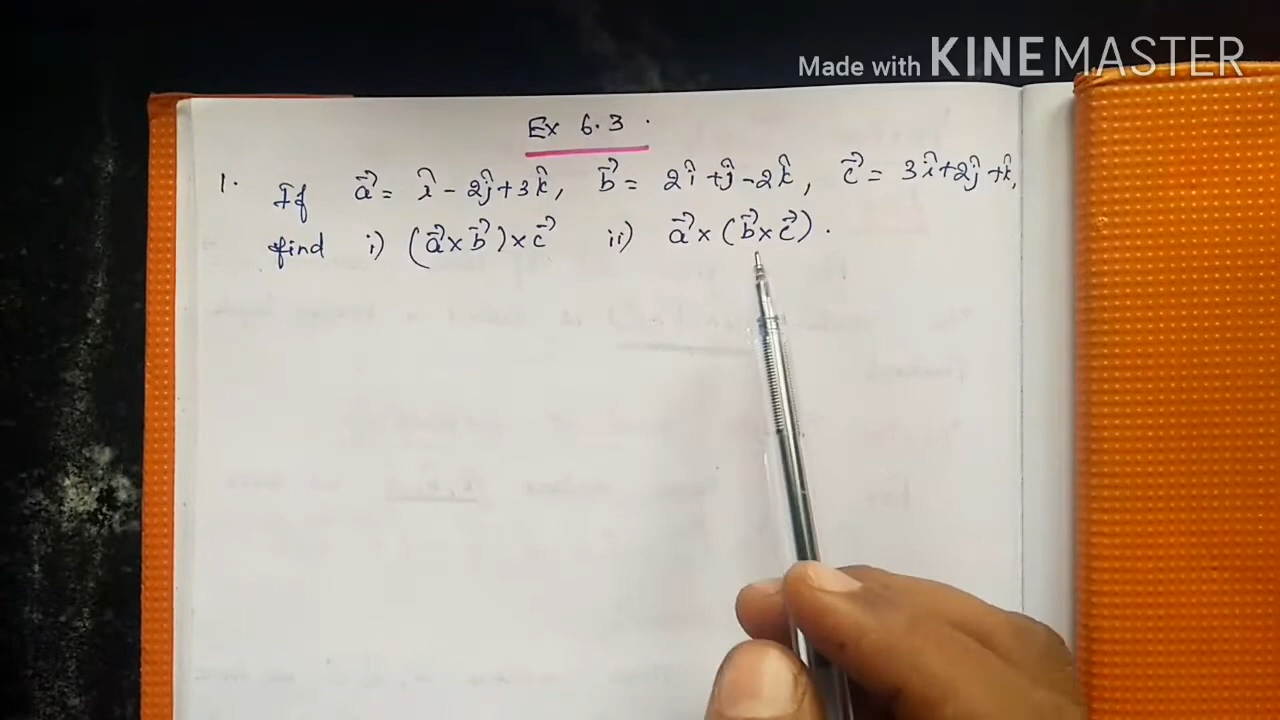 Made with KINEMASTER
Ex 6.3 .
1. If a⃗ = î - 2ĵ + 3k̂, b⃗ = 2î + ĵ - 2k̂, c⃗ = 3î + 2ĵ + k̂,
find i) (a⃗ × b⃗) × c⃗ ii) a⃗ × (b⃗ × c⃗) .